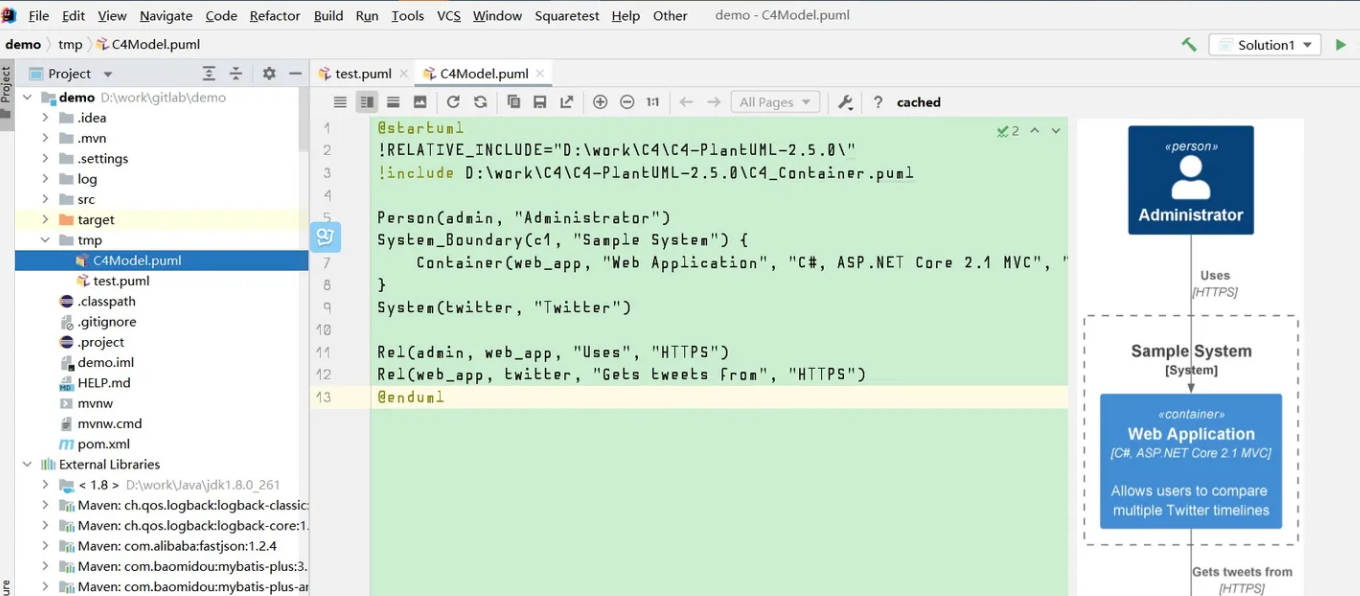 File Edit View Navigate Code Refactor Build Run Tools VCS Window Squaretest Help Other demo - C4Model.puml
demo tmp C4Model.puml Solution1
Project
Project test.puml C4Model.puml
demo D:\work\gitlab\demo
.idea
.mvn
.settings
log
src
target
tmp
C4Model.puml
test.puml
.classpath
.gitignore
.project
demo.iml
HELP.md
mvnw
mvnw.cmd
pom.xml
External Libraries
< 1.8 > D:\work\Java\jdk1.8.0_261
Maven: ch.qos.logback:logback-classic:
Maven: ch.qos.logback:logback-core:1.
Maven: com.alibaba:fastjson:1.2.4
Maven: com.baomidou:mybatis-plus:3.
Maven: com.baomidou:mybatis-plus-an
1:1 All Pages ? cached
2
1 @startuml
2 !RELATIVE_INCLUDE="D:\work\C4\C4-PlantUML-2.5.0\"
3 !include D:\work\C4\C4-PlantUML-2.5.0\C4_Container.puml
4
5 Person(admin, "Administrator")
System_Boundary(c1, "Sample System") {
7 Container(web_app, "Web Application", "C#, ASP.NET Core 2.1 MVC", "
8 }
9 System(twitter, "Twitter")
10
11 Rel(admin, web_app, "Uses", "HTTPS")
12 Rel(web_app, twitter, "Gets tweets from", "HTTPS")
13 @enduml
«person»
Administrator
Uses
[HTTPS]
Sample System
[System]
«container»
Web Application
[C#, ASP.NET Core 2.1 MVC]
Allows users to compare
multiple Twitter timelines
Gets tweets from
[HTTPS]